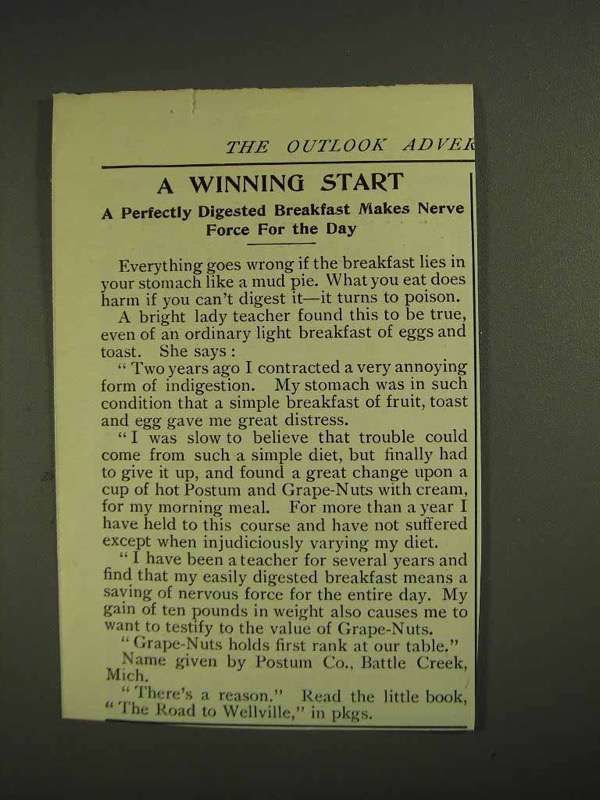 THE OUTLOOK ADVER
A WINNING START
A Perfectly Digested Breakfast Makes Nerve
Force For the Day
Everything goes wrong if the breakfast lies in
your stomach like a mud pie. What you eat does
harm if you can't digest it—it turns to poison.
A bright lady teacher found this to be true,
even of an ordinary light breakfast of eggs and
toast. She says:
"Two years ago I contracted a very annoying
form of indigestion. My stomach was in such
condition that a simple breakfast of fruit, toast
and egg gave me great distress.
"I was slow to believe that trouble could
come from such a simple diet, but finally had
to give it up, and found a great change upon a
cup of hot Postum and Grape-Nuts with cream,
for my morning meal. For more than a year I
have held to this course and have not suffered
except when injudiciously varying my diet.
"I have been a teacher for several years and
find that my easily digested breakfast means a
saving of nervous force for the entire day. My
gain of ten pounds in weight also causes me to
want to testify to the value of Grape-Nuts.
"Grape-Nuts holds first rank at our table."
Name given by Postum Co., Battle Creek,
Mich.
"There's a reason." Read the little book,
"The Road to Wellville," in pkgs.